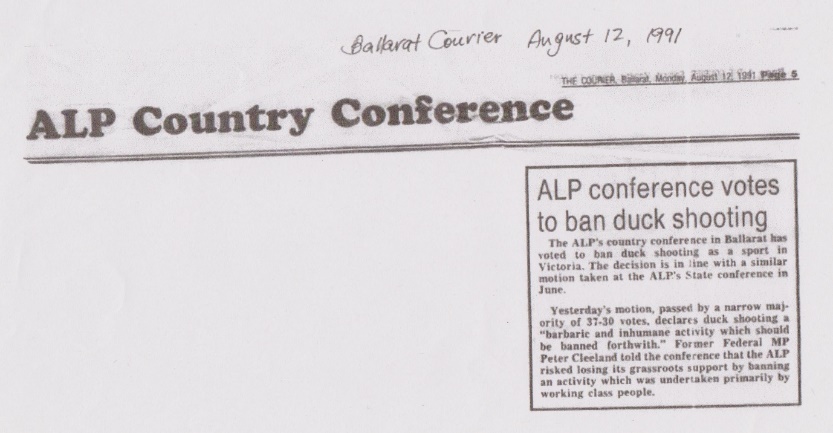 Ballarat Courier August 12, 1991
THE COURIER, Ballarat, Monday, August 12, 1991 Page 5
ALP Country Conference
ALP conference votes
to ban duck shooting
The ALP's country conference in Ballarat has
voted to ban duck shooting as a sport in
Victoria. The decision is in line with a similar
motion taken at the ALP's State conference in
June.
Yesterday's motion, passed by a narrow maj-
ority of 37-30 votes, declares duck shooting a
"barbaric and inhumane activity which should
be banned forthwith." Former Federal MP
Peter Cleeland told the conference that the ALP
risked losing its grassroots support by banning
an activity which was undertaken primarily by
working class people.